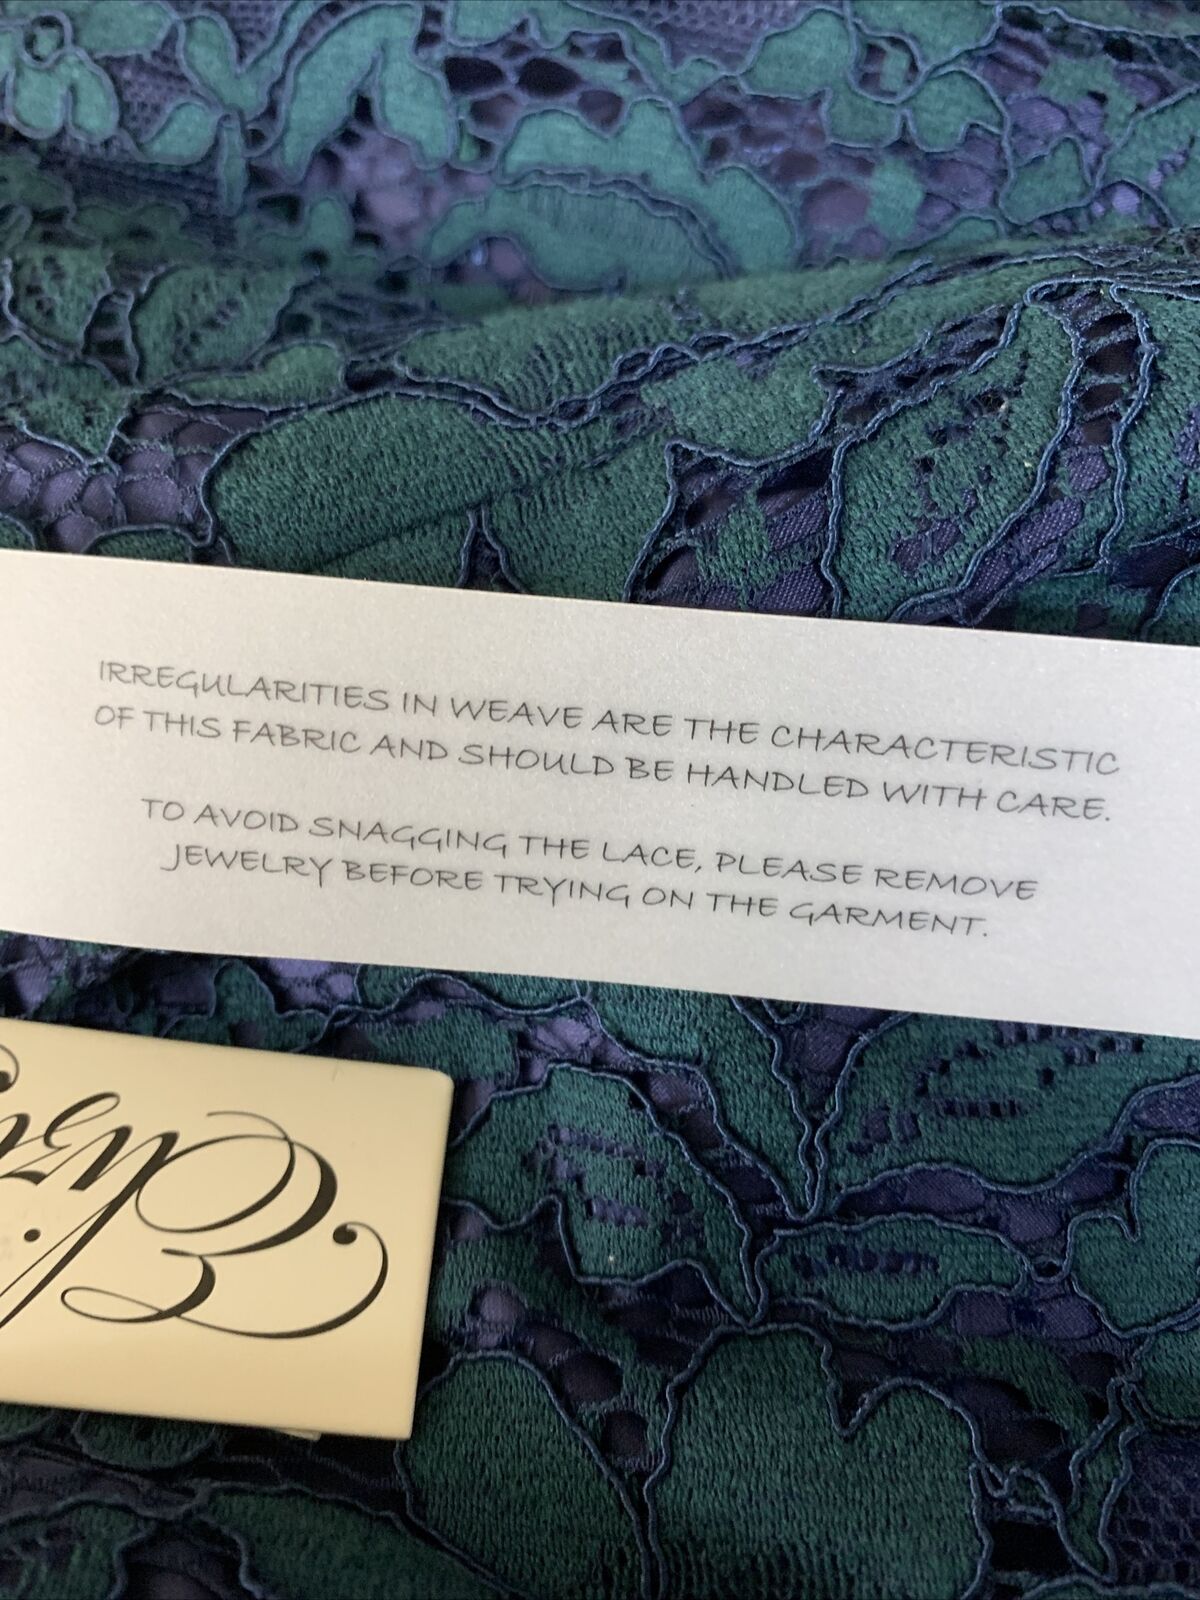 IRREGULARITIES IN WEAVE ARE THE CHARACTERISTIC
OF THIS FABRIC AND SHOULD BE HANDLED WITH CARE.
TO AVOID SNAGGING THE LACE, PLEASE REMOVE
JEWELRY BEFORE TRYING ON THE GARMENT.